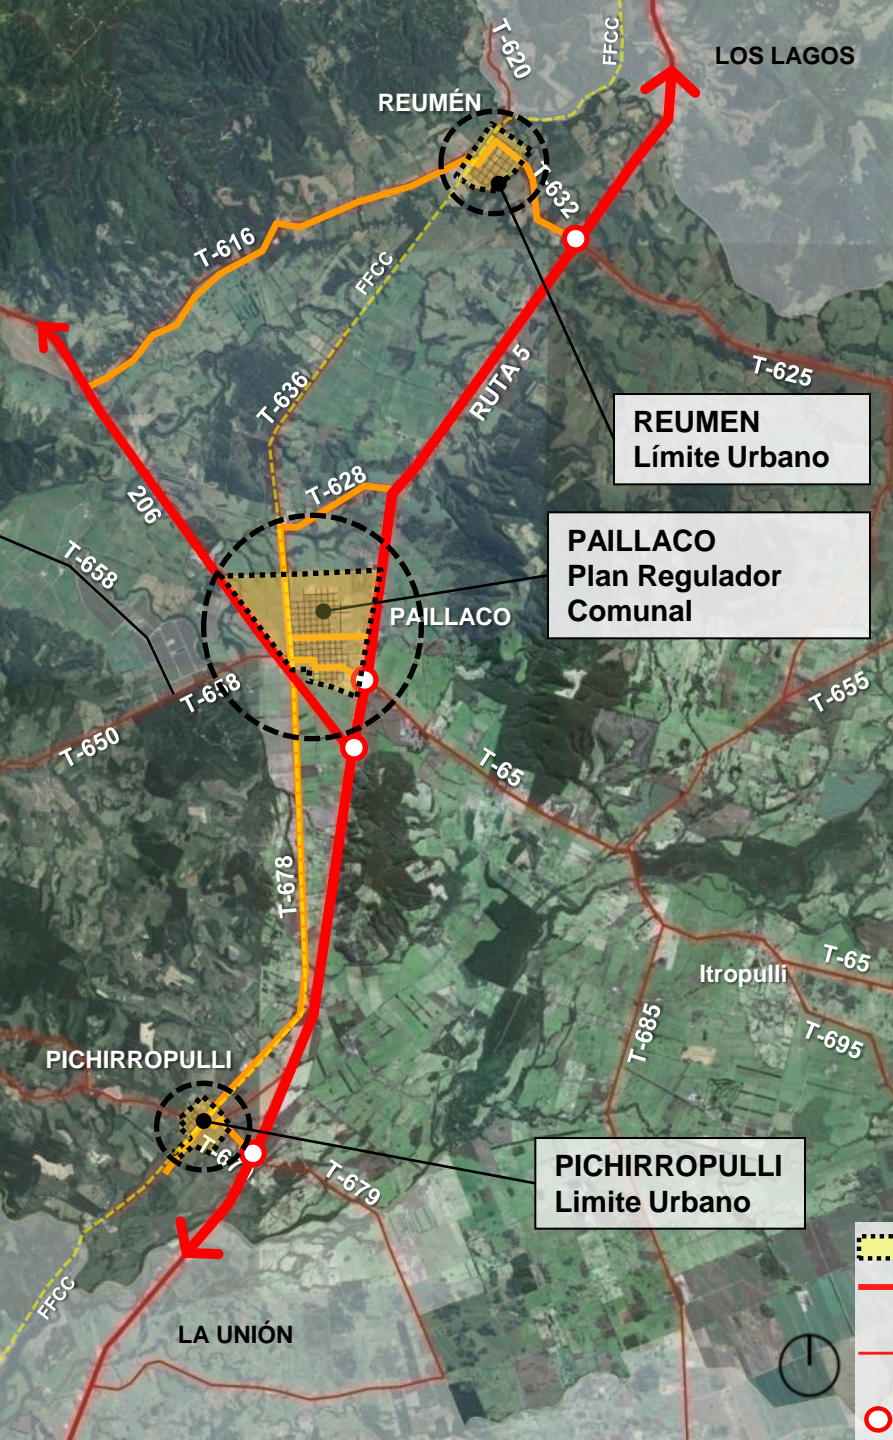 FFCC
T-620
LOS LAGOS
REUMÉN
T-632
T-616
FFCC
RUTA 5
T-625
T-636
REUMEN
Límite Urbano
T-628
206
PAILLACO
Plan Regulador
Comunal
T-658
PAILLACO
T-658
T-655
T-650
T-65
T-678
T-65
Itropulli
T-685
T-695
PICHIRROPULLI
T-679
PICHIRROPULLI
Limite Urbano
FFCC
LA UNIÓN